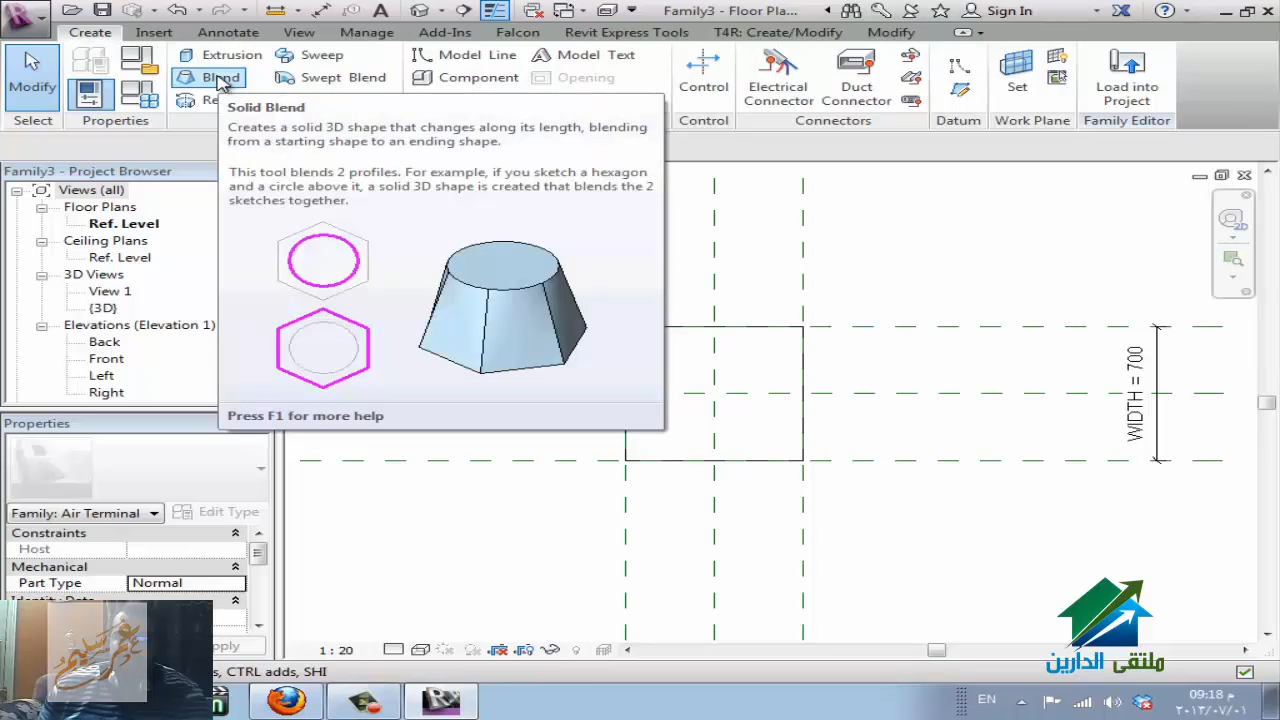 Family3 - Floor Pla...
Sign In
Create
Insert
Annotate
View
Manage
Add-Ins
Falcon
Revit Express Tools
T4R: Create/Modify
Modify
Modify
Extrusion
Sweep
Blend
Swept Blend
Re
Model Line
Model Text
Component
Opening
Control
Electrical
Connector
Duct
Connector
Set
Load into
Project
Select
Properties
Control
Connectors
Datum
Work Plane
Family Editor
Solid Blend
Creates a solid 3D shape that changes along its length, blending
from a starting shape to an ending shape.
This tool blends 2 profiles. For example, if you sketch a hexagon
and a circle above it, a solid 3D shape is created that blends the 2
sketches together.
Press F1 for more help
Family3 - Project Browser
Views (all)
Floor Plans
Ref. Level
Ceiling Plans
Ref. Level
3D Views
View 1
{3D}
Elevations (Elevation 1)
Back
Front
Left
Right
Properties
Family: Air Terminal
Edit Type
Constraints
Host
Mechanical
Part Type
Normal
2D
WIDTH = 700
1 : 20
s, CTRL adds, SHI
ملتقى الدارين
EN
09:18 م
٢٠١٣/٠٧/٠١